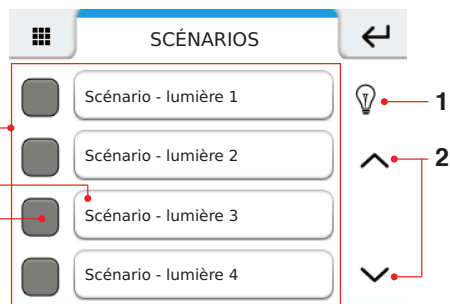 SCÉNARIOS
Scénario - lumière 1
1
Scénario - lumière 2
2
Scénario - lumière 3
Scénario - lumière 4